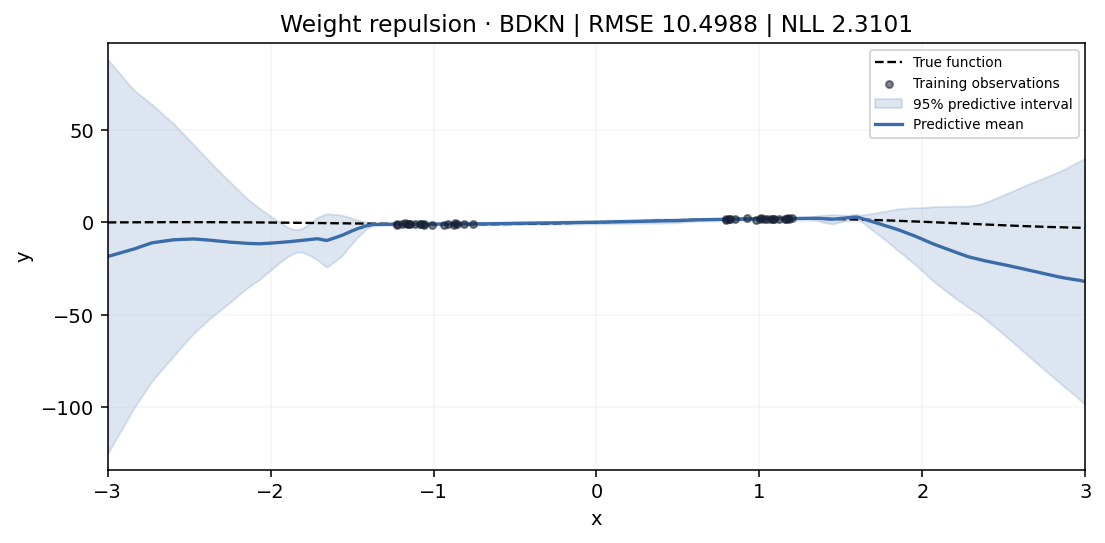 Weight repulsion · BDKN | RMSE 10.4988 | NLL 2.3101
True function
Training observations
95% predictive interval
Predictive mean
50
0
−50
−100
y
−3
−2
−1
0
1
2
3
x